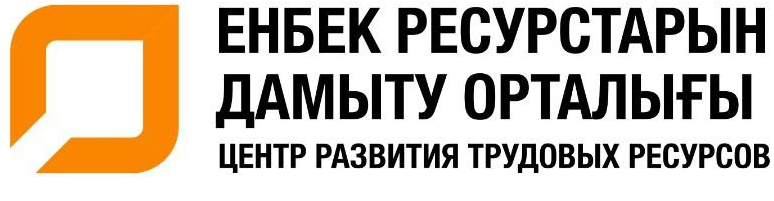 ЕНБЕК РЕСУРСТАРЫН
ДАМЫТУ ОРТАЛЫҒЫ
ЦЕНТР РАЗВИТИЯ ТРУДОВЫХ РЕСУРСОВ